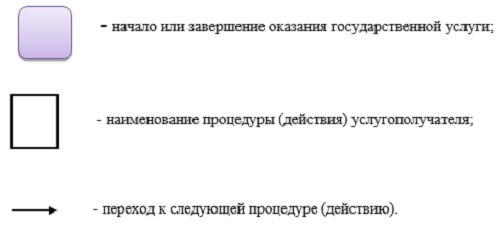 - начало или завершение оказания государственной услуги;
- наименование процедуры (действия) услугополучателя;
- переход к следующей процедуре (действию).